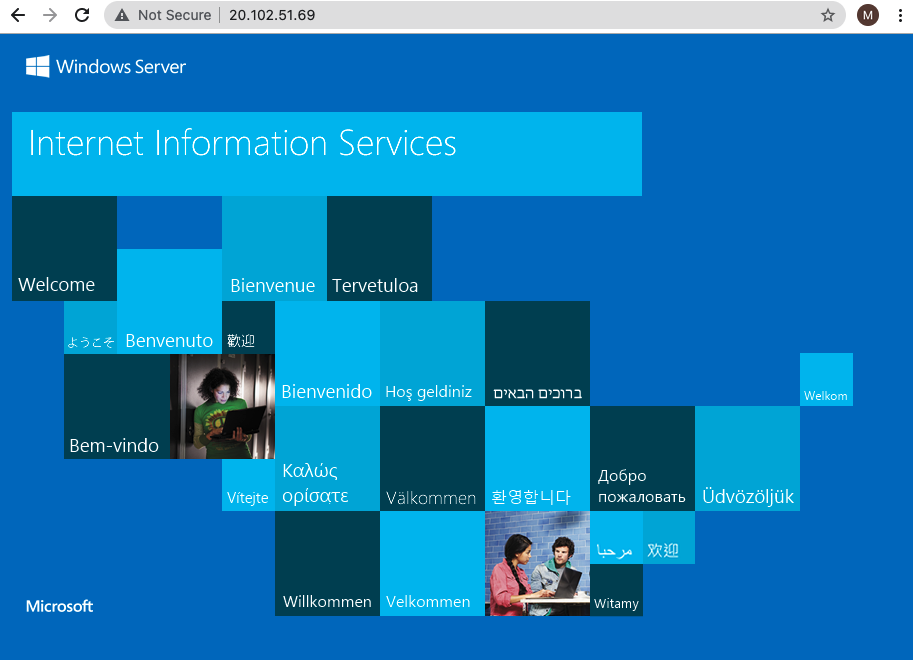 Not Secure
20.102.51.69
M
Windows Server
Internet Information Services
Welcome
Bienvenue
Tervetuloa
ようこそ
Benvenuto
歡迎
Bienvenido
Hoş geldiniz
ברוכים הבאים
Welkom
Bem-vindo
Vítejte
Καλώς
ορίσατε
Välkommen
환영합니다
Добро
пожаловать
Üdvözöljük
Willkommen
Velkommen
مرحبا
欢迎
Witamy
Microsoft